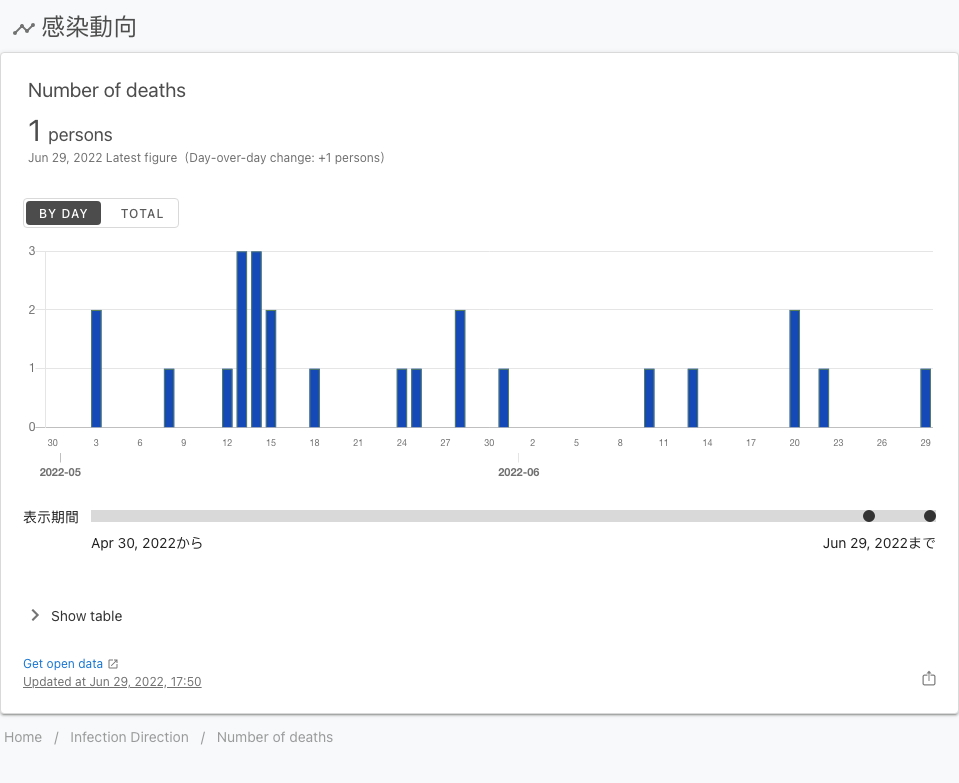 感染動向
Number of deaths
1 persons
Jun 29, 2022 Latest figure (Day-over-day change: +1 persons)
BY DAY TOTAL
3
2
1
0
30 3 6 9 12 15 18 21 24 27 30 2 5 8 11 14 17 20 23 26 29
2022-05 2022-06
表示期間
Apr 30, 2022から Jun 29, 2022まで
Show table
Get open data
Updated at Jun 29, 2022, 17:50
Home / Infection Direction / Number of deaths